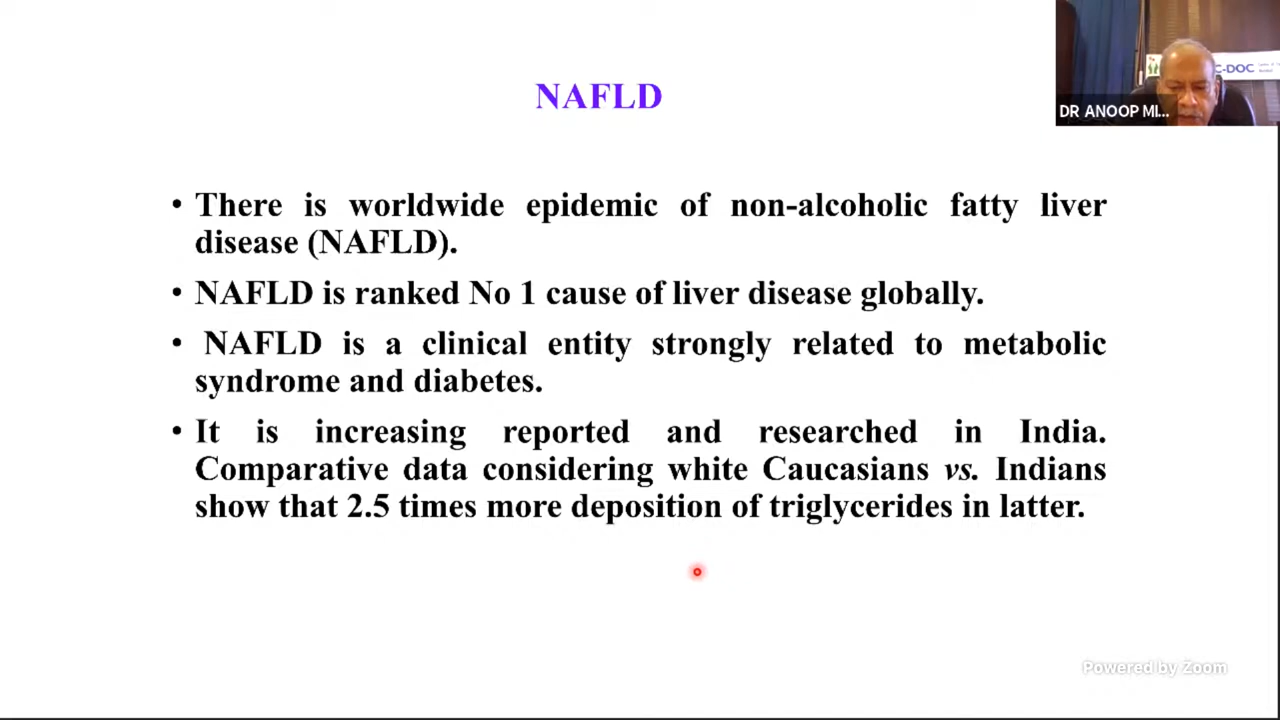 NAFLD
C-DOC
DR ANOOP MI...
• There is worldwide epidemic of non-alcoholic fatty liver
disease (NAFLD).
• NAFLD is ranked No 1 cause of liver disease globally.
• NAFLD is a clinical entity strongly related to metabolic
syndrome and diabetes.
• It is increasing reported and researched in India.
Comparative data considering white Caucasians vs. Indians
show that 2.5 times more deposition of triglycerides in latter.
Powered by Zoom